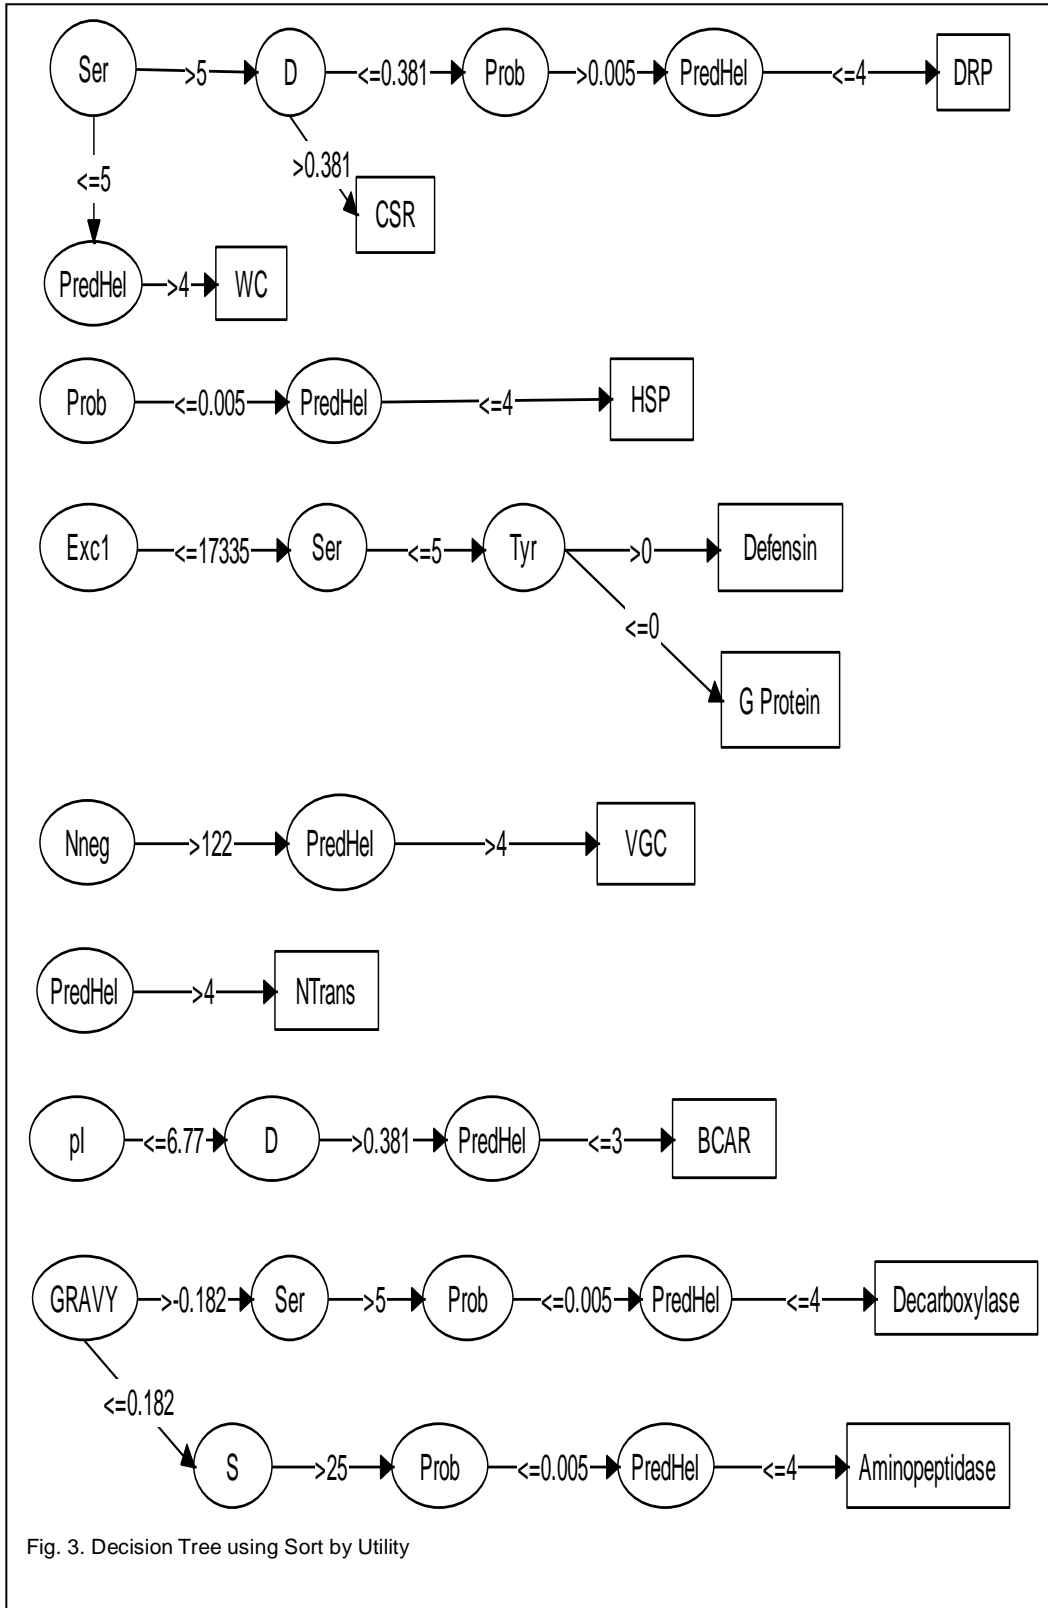 Ser >5 D <=0.381 Prob >0.005 PredHel <=4 DRP
>0.381
<=5
CSR
PredHel >4 WC
Prob <=0.005 PredHel <=4 HSP
Exc1 <=17335 Ser <=5 Tyr >0 Defensin
<=0
G Protein
Nneg >122 PredHel >4 VGC
PredHel >4 NTrans
pI <=6.77 D >0.381 PredHel <=3 BCAR
GRAVY >-0.182 Ser >5 Prob <=0.005 PredHel <=4 Decarboxylase
<=0.182
S >25 Prob <=0.005 PredHel <=4 Aminopeptidase
Fig. 3. Decision Tree using Sort by Utility